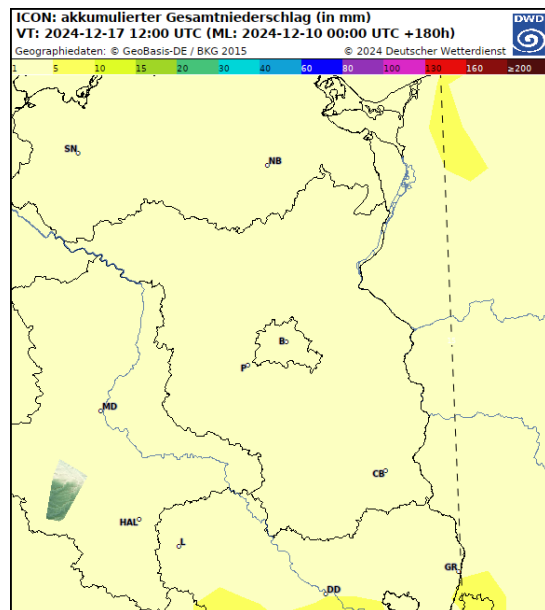 ICON: akkumulierter Gesamtniederschlag (in mm)
VT: 2024-12-17 12:00 UTC (ML: 2024-12-10 00:00 UTC +180h)
Geographiedaten: © GeoBasis-DE / BKG 2015 © 2024 Deutscher Wetterdienst
DWD
1 5 10 15 20 30 40 50 80 100 130 160 ≥200
SN
NB
B
P
MD
CB
HAL
L
GR
DD